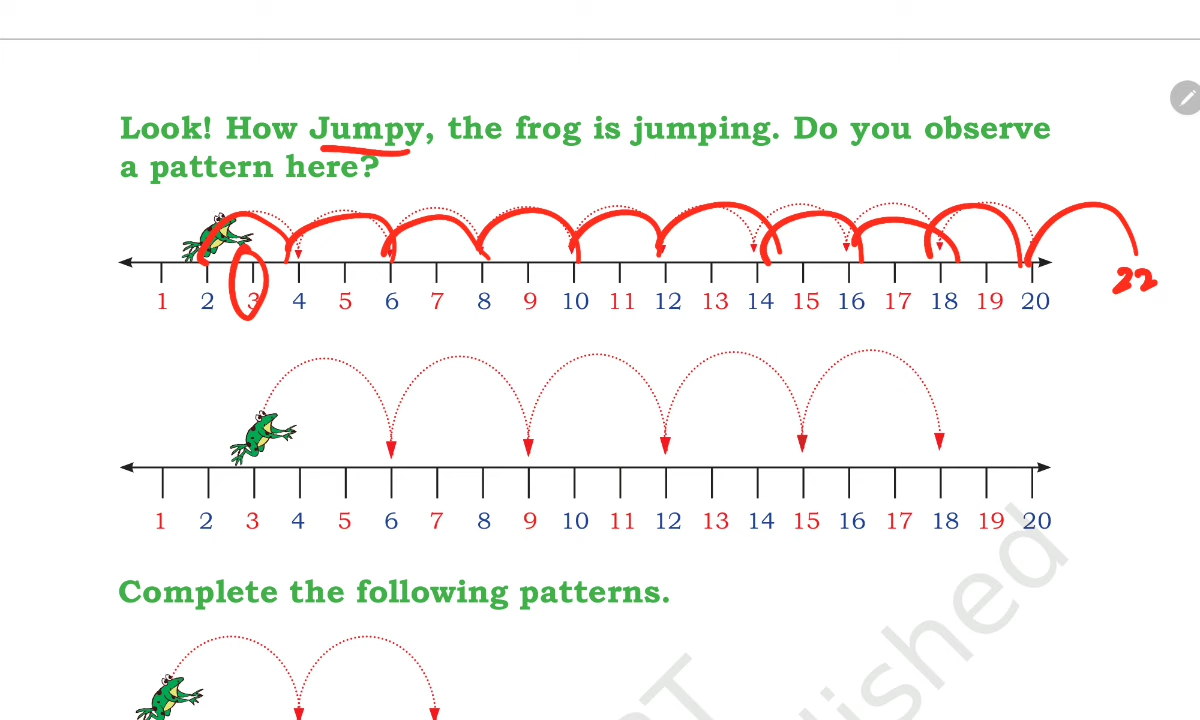 Look! How Jumpy, the frog is jumping. Do you observe
a pattern here?
1 2 3 4 5 6 7 8 9 10 11 12 13 14 15 16 17 18 19 20
22
1 2 3 4 5 6 7 8 9 10 11 12 13 14 15 16 17 18 19 20
Complete the following patterns.